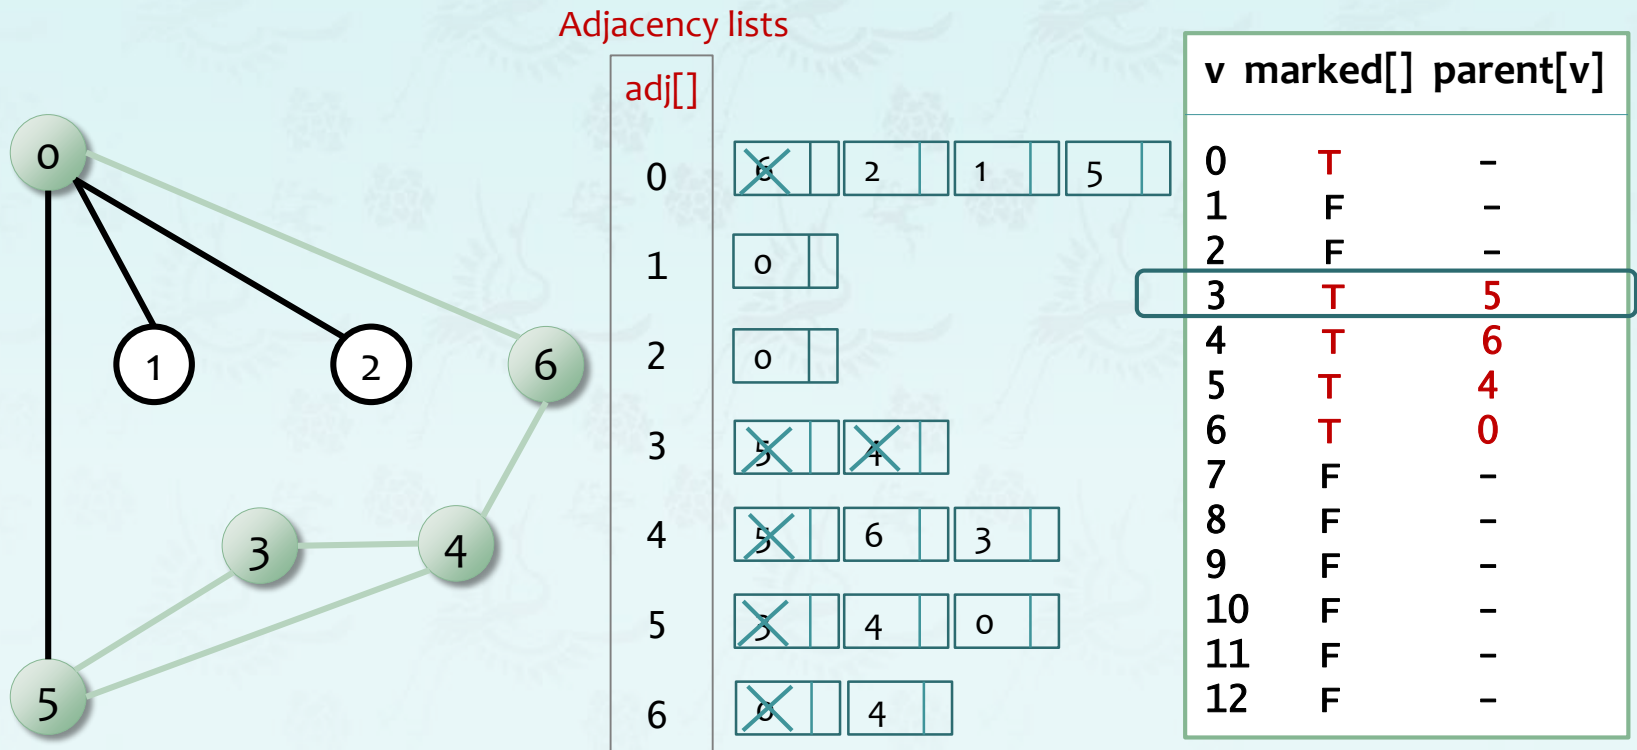 Adjacency lists
adj[]
0 6 2 1 5
1 0
2 0
3 5 4
4 5 6 3
5 3 4 0
6 0 4
v marked[] parent[v]
0 T –
1 F –
2 F –
3 T 5
4 T 6
5 T 4
6 T 0
7 F –
8 F –
9 F –
10 F –
11 F –
12 F –
0
1
2
6
3
4
5